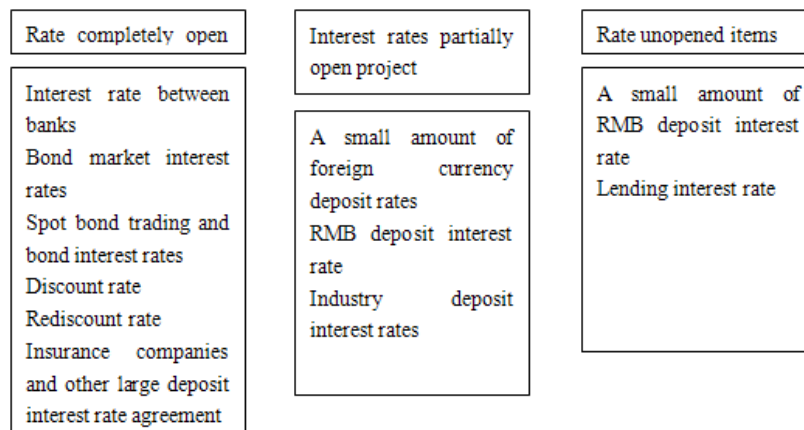 Rate completely open
Interest rate between
banks
Bond market interest
rates
Spot bond trading and
bond interest rates
Discount rate
Rediscount rate
Insurance companies
and other large deposit
interest rate agreement
Interest rates partially
open project
A small amount of
foreign currency
deposit rates
RMB deposit interest
rate
Industry deposit
interest rates
Rate unopened items
A small amount of
RMB deposit interest
rate
Lending interest rate